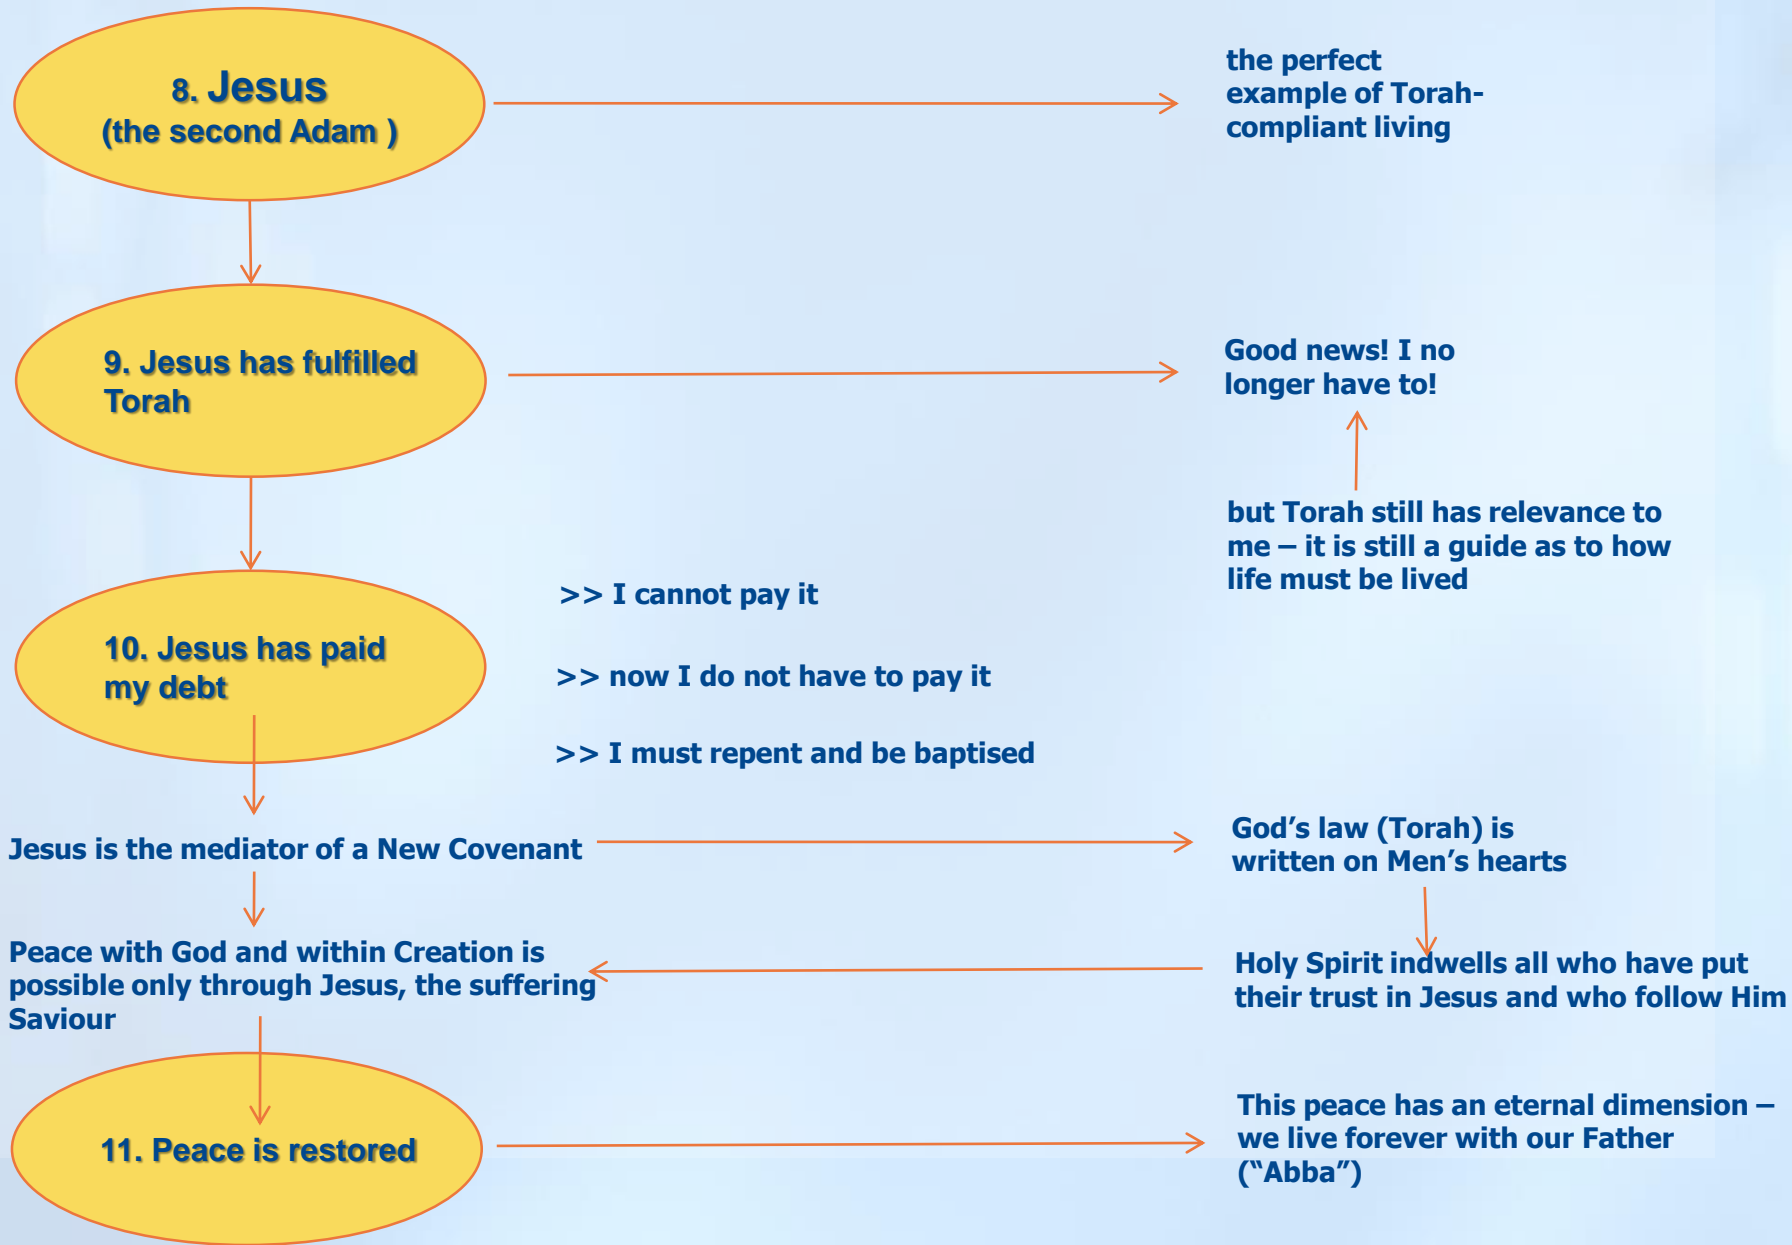 8. Jesus
(the second Adam )
the perfect
example of Torah-
compliant living
9. Jesus has fulfilled
Torah
Good news! I no
longer have to!
but Torah still has relevance to
me – it is still a guide as to how
life must be lived
10. Jesus has paid
my debt
>> I cannot pay it
>> now I do not have to pay it
>> I must repent and be baptised
Jesus is the mediator of a New Covenant
God’s law (Torah) is
written on Men’s hearts
Peace with God and within Creation is
possible only through Jesus, the suffering
Saviour
Holy Spirit indwells all who have put
their trust in Jesus and who follow Him
11. Peace is restored
This peace has an eternal dimension –
we live forever with our Father
(“Abba”)